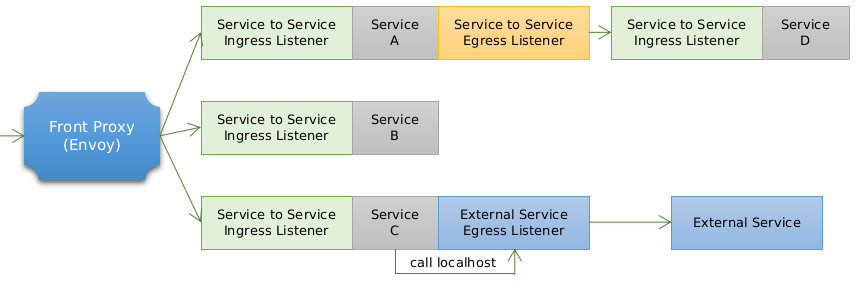 Service to Service
Ingress Listener
Service
A
Service to Service
Egress Listener
Service to Service
Ingress Listener
Service
D
Front Proxy
(Envoy)
Service to Service
Ingress Listener
Service
B
Service to Service
Ingress Listener
Service
C
External Service
Egress Listener
External Service
call localhost